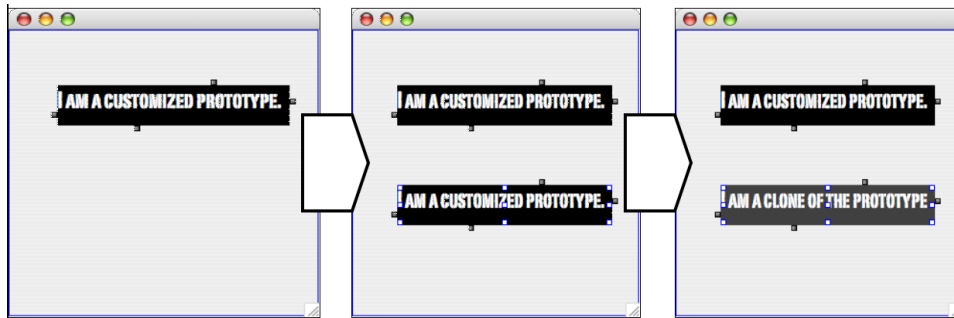 I AM A CUSTOMIZED PROTOTYPE.
I AM A CUSTOMIZED PROTOTYPE.
I AM A CUSTOMIZED PROTOTYPE.
I AM A CUSTOMIZED PROTOTYPE.
I AM A CLONE OF THE PROTOTYPE